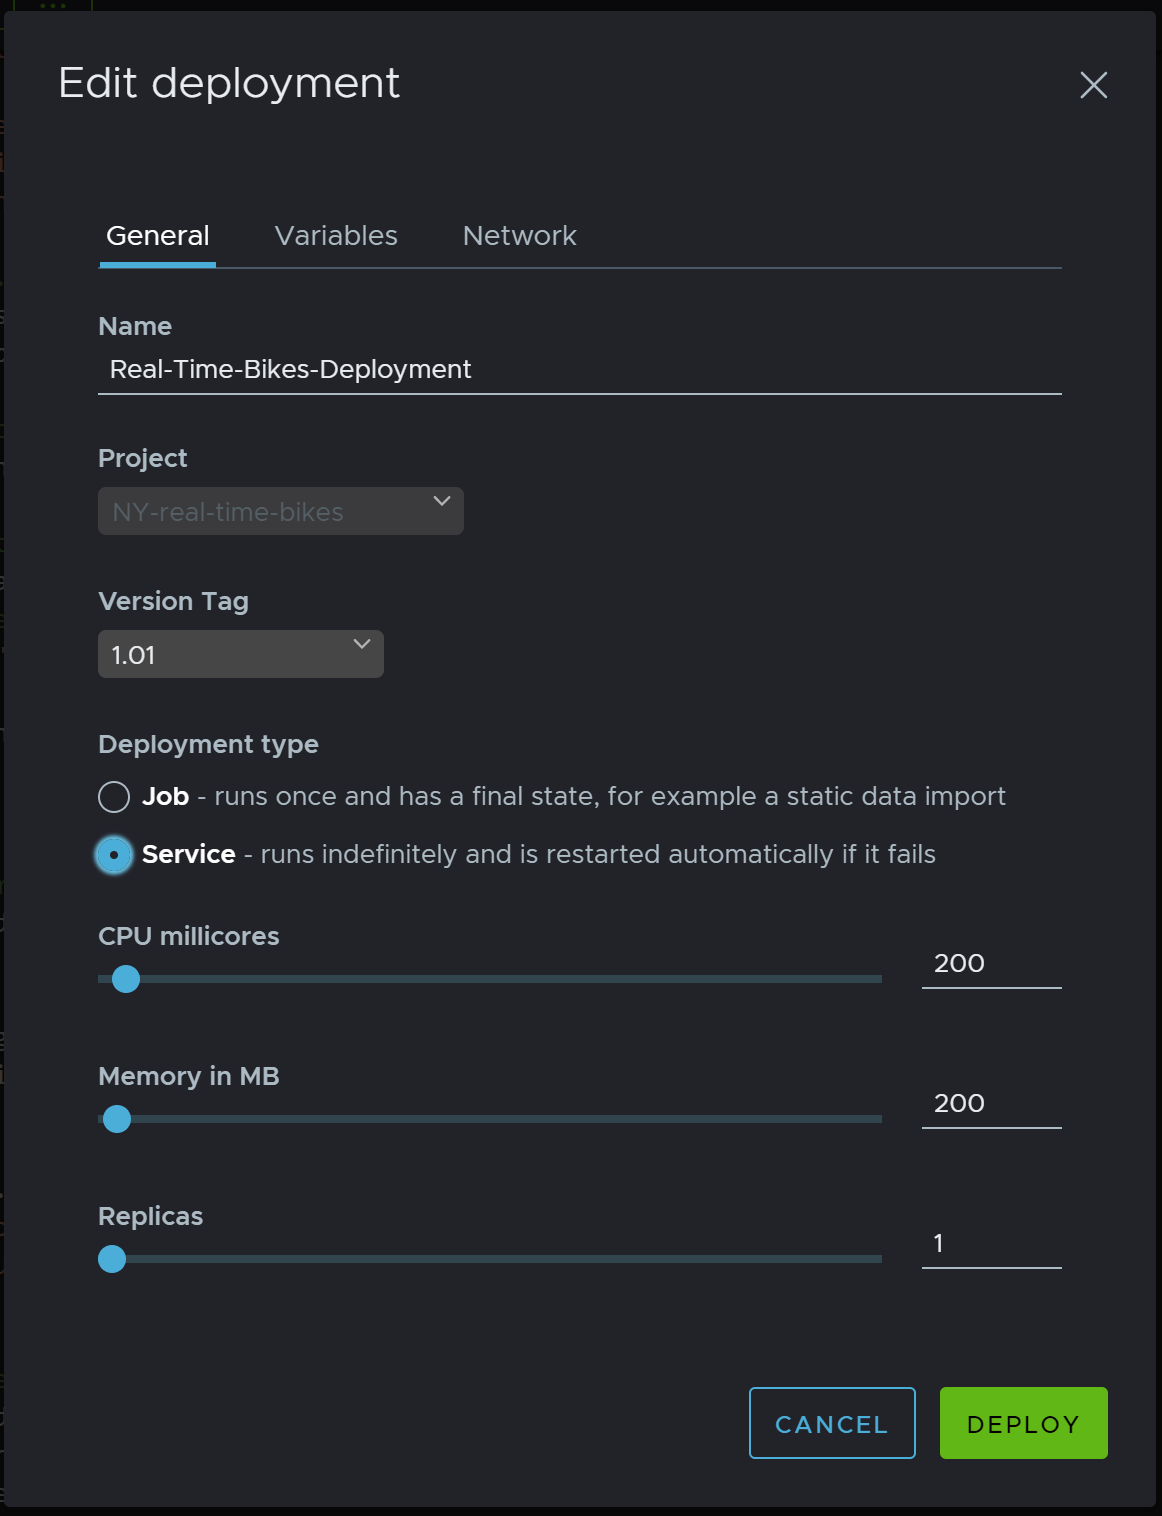 Edit deployment
General Variables Network
Name
Real-Time-Bikes-Deployment
Project
NY-real-time-bikes
Version Tag
1.01
Deployment type
Job - runs once and has a final state, for example a static data import
Service - runs indefinitely and is restarted automatically if it fails
CPU millicores
200
Memory in MB
200
Replicas
1
CANCEL DEPLOY